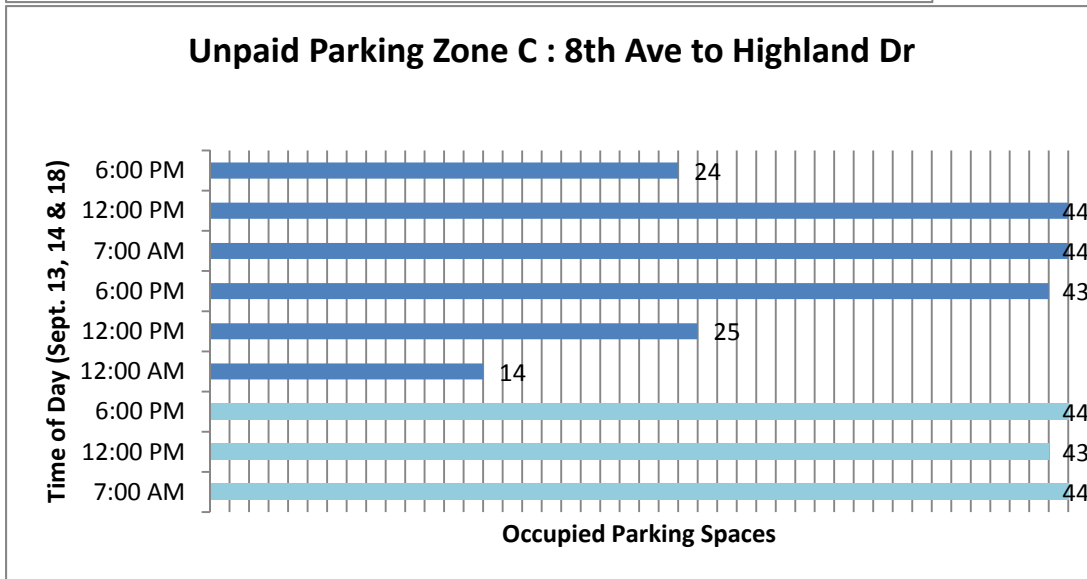 Unpaid Parking Zone C : 8th Ave to Highland Dr
Time of Day (Sept. 13, 14 & 18)
6:00 PM 24
12:00 PM 44
7:00 AM 44
6:00 PM 43
12:00 PM 25
12:00 AM 14
6:00 PM 44
12:00 PM 43
7:00 AM 44
Occupied Parking Spaces